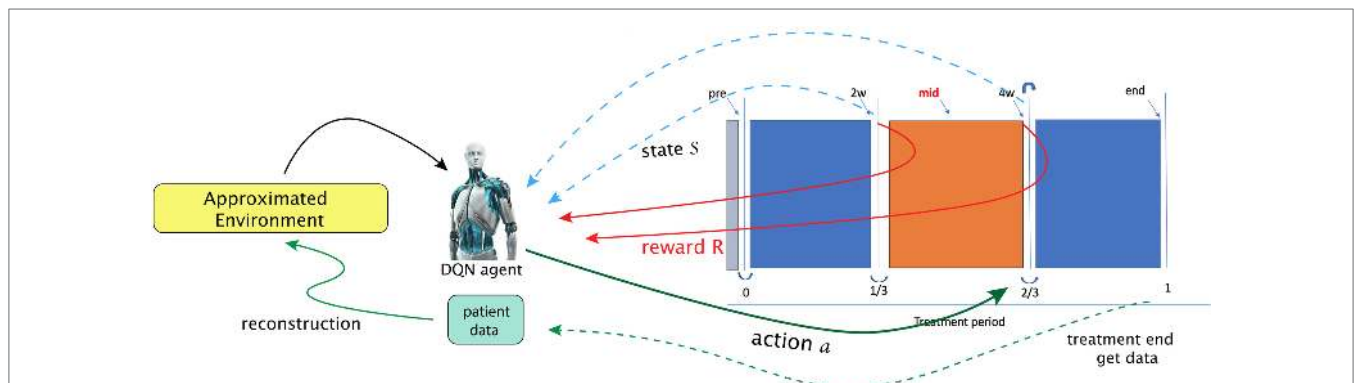 pre
2w
mid
4w
end
state S
Approximated
Environment
reward R
DQN agent
0
1/3
2/3
1
patient
data
reconstruction
Treatment period
action a
treatment end
get data